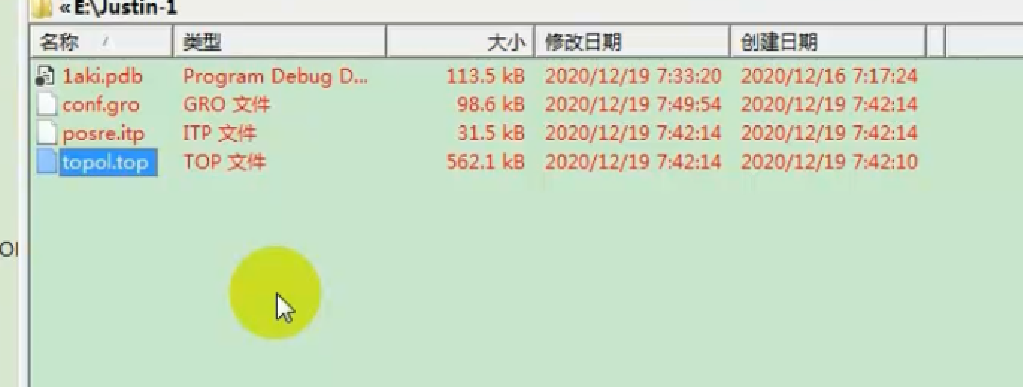 «E:\Justin-1
名称 / 类型 大小 修改日期 创建日期
1aki.pdb Program Debug D... 113.5 kB 2020/12/19 7:33:20 2020/12/16 7:17:24
conf.gro GRO 文件 98.6 kB 2020/12/19 7:49:54 2020/12/19 7:42:14
posre.itp ITP 文件 31.5 kB 2020/12/19 7:42:14 2020/12/19 7:42:14
topol.top TOP 文件 562.1 kB 2020/12/19 7:42:14 2020/12/19 7:42:10